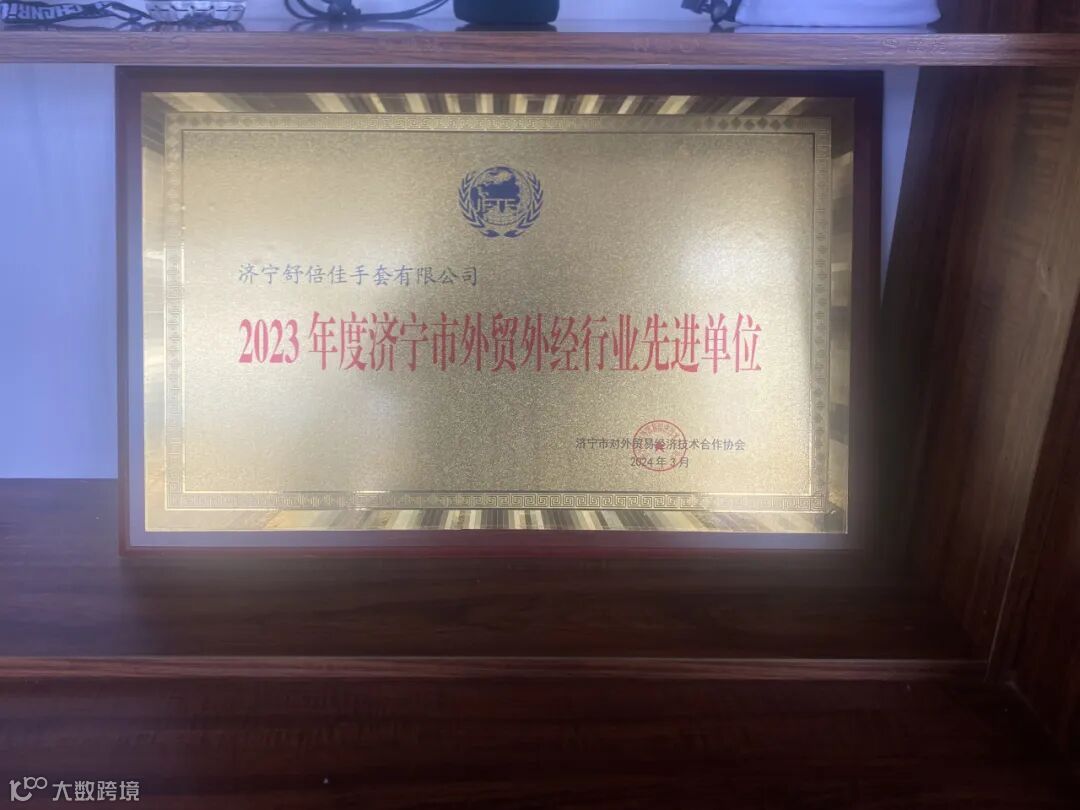 济宁舒倍佳手套有限公司
2023年度济宁市外贸外经行业先进单位
济宁市对外贸易经济技术合作协会
2024年3月
大数跨境